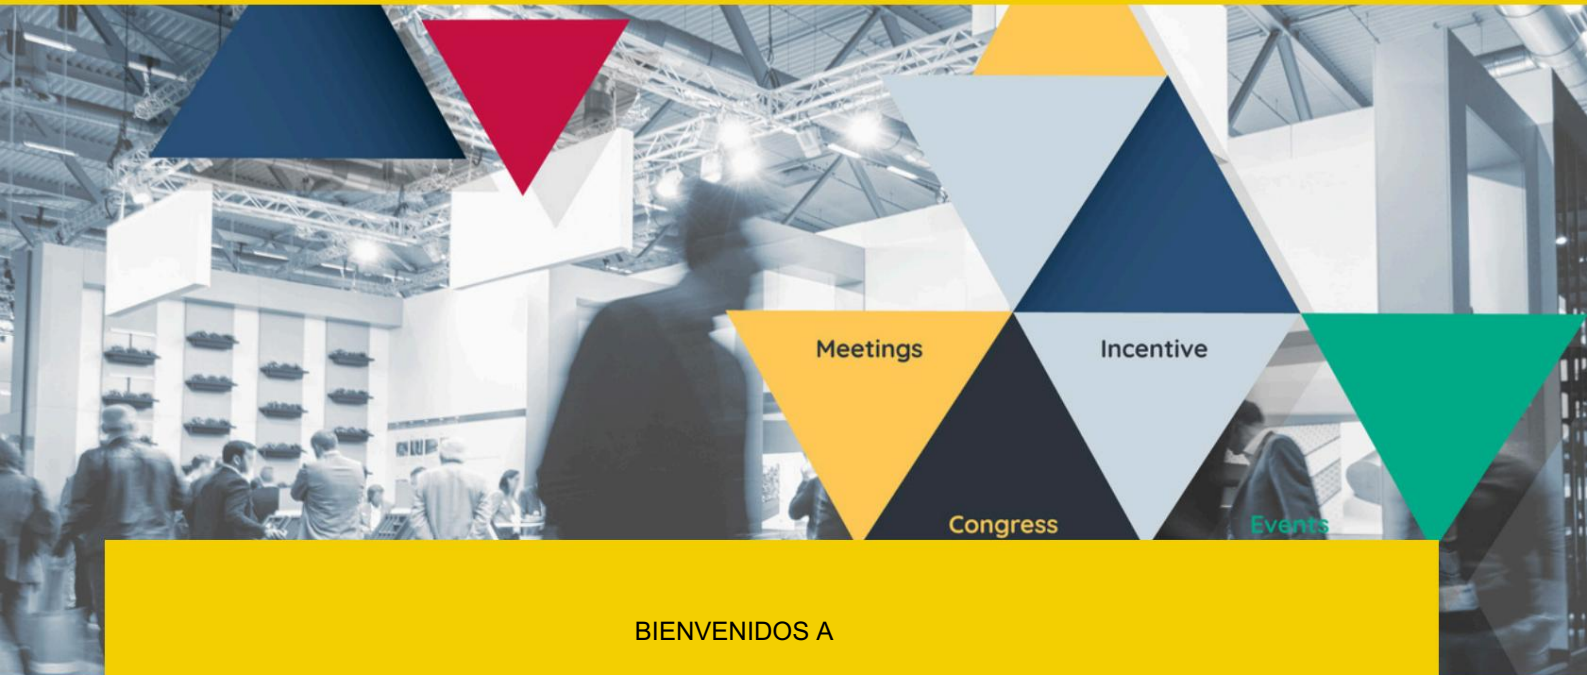 Meetings
Incentive
Congress
Events
BIENVENIDOS A